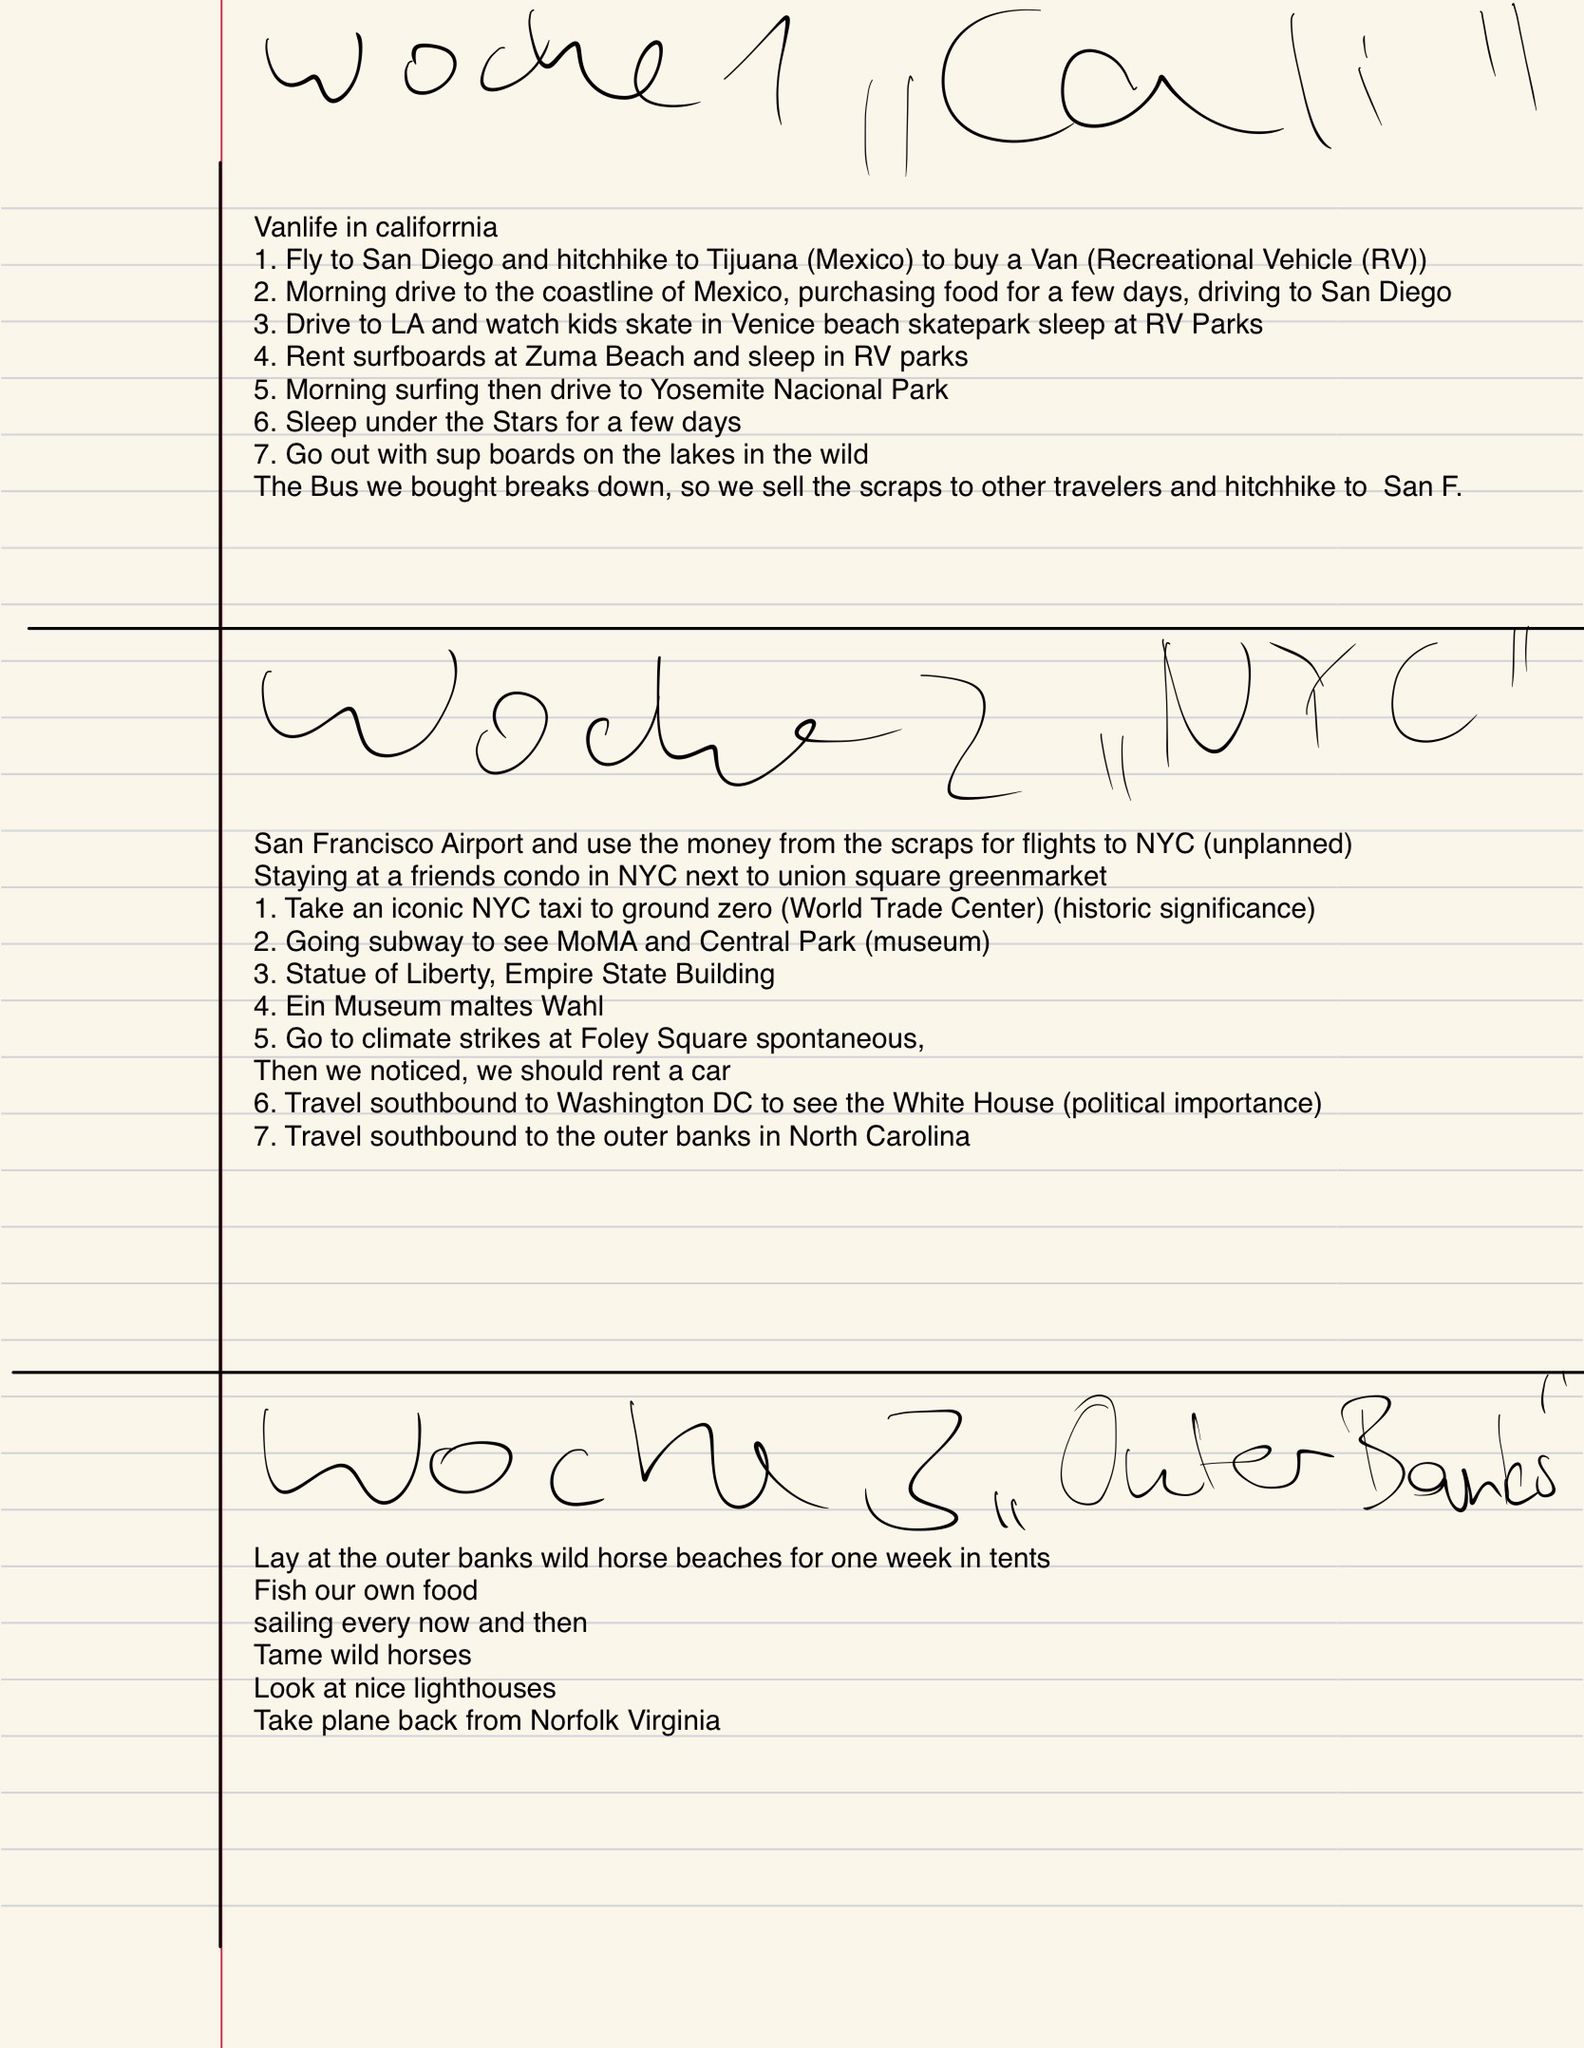 Woche 1 „Cali"
Vanlife in califorrnia
1. Fly to San Diego and hitchhike to Tijuana (Mexico) to buy a Van (Recreational Vehicle (RV))
2. Morning drive to the coastline of Mexico, purchasing food for a few days, driving to San Diego
3. Drive to LA and watch kids skate in Venice beach skatepark sleep at RV Parks
4. Rent surfboards at Zuma Beach and sleep in RV parks
5. Morning surfing then drive to Yosemite Nacional Park
6. Sleep under the Stars for a few days
7. Go out with sup boards on the lakes in the wild
The Bus we bought breaks down, so we sell the scraps to other travelers and hitchhike to  San F.
Woche 2 „NYC"
San Francisco Airport and use the money from the scraps for flights to NYC (unplanned)
Staying at a friends condo in NYC next to union square greenmarket
1. Take an iconic NYC taxi to ground zero (World Trade Center) (historic significance)
2. Going subway to see MoMA and Central Park (museum)
3. Statue of Liberty, Empire State Building
4. Ein Museum maltes Wahl
5. Go to climate strikes at Foley Square spontaneous,
Then we noticed, we should rent a car
6. Travel southbound to Washington DC to see the White House (political importance)
7. Travel southbound to the outer banks in North Carolina
Woche 3 „Outer Banks"
Lay at the outer banks wild horse beaches for one week in tents
Fish our own food
sailing every now and then
Tame wild horses
Look at nice lighthouses
Take plane back from Norfolk Virginia